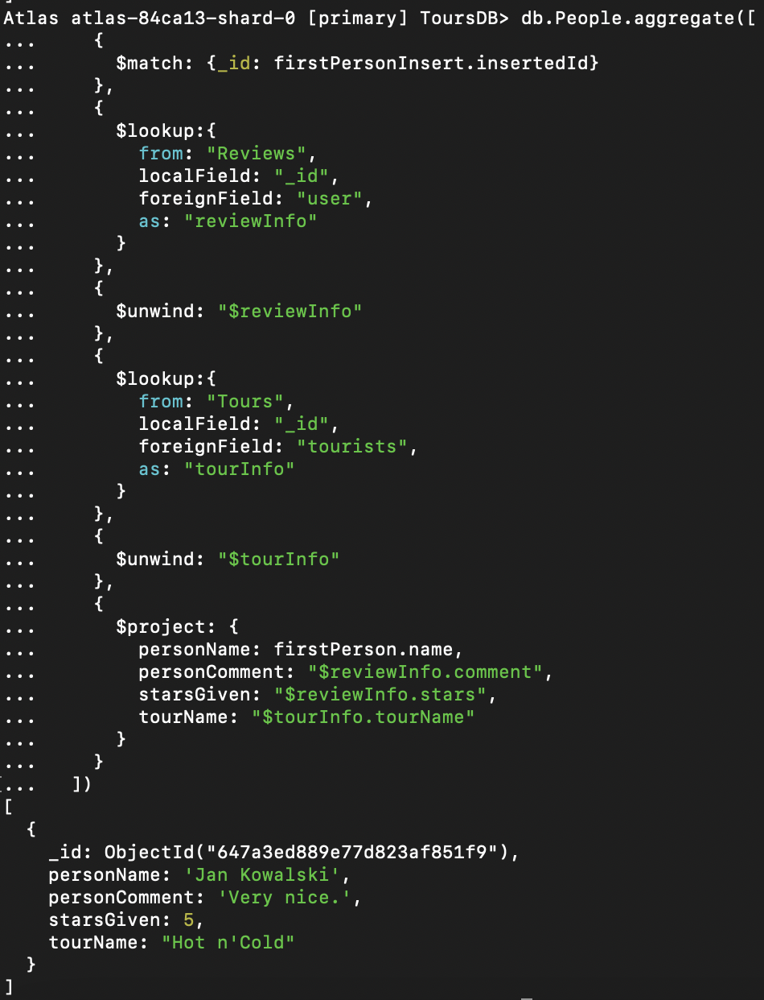 Atlas atlas-84ca13-shard-0 [primary] ToursDB> db.People.aggregate([
...     {
...       $match: {_id: firstPersonInsert.insertedId}
...     },
...     {
...       $lookup:{
...         from: "Reviews",
...         localField: "_id",
...         foreignField: "user",
...         as: "reviewInfo"
...       }
...     },
...     {
...       $unwind: "$reviewInfo"
...     },
...     {
...       $lookup:{
...         from: "Tours",
...         localField: "_id",
...         foreignField: "tourists",
...         as: "tourInfo"
...       }
...     },
...     {
...       $unwind: "$tourInfo"
...     },
...     {
...       $project: {
...         personName: firstPerson.name,
...         personComment: "$reviewInfo.comment",
...         starsGiven: "$reviewInfo.stars",
...         tourName: "$tourInfo.tourName"
...       }
...     }
...   ])
[
  {
    _id: ObjectId("647a3ed889e77d823af851f9"),
    personName: 'Jan Kowalski',
    personComment: 'Very nice.',
    starsGiven: 5,
    tourName: "Hot n'Cold"
  }
]